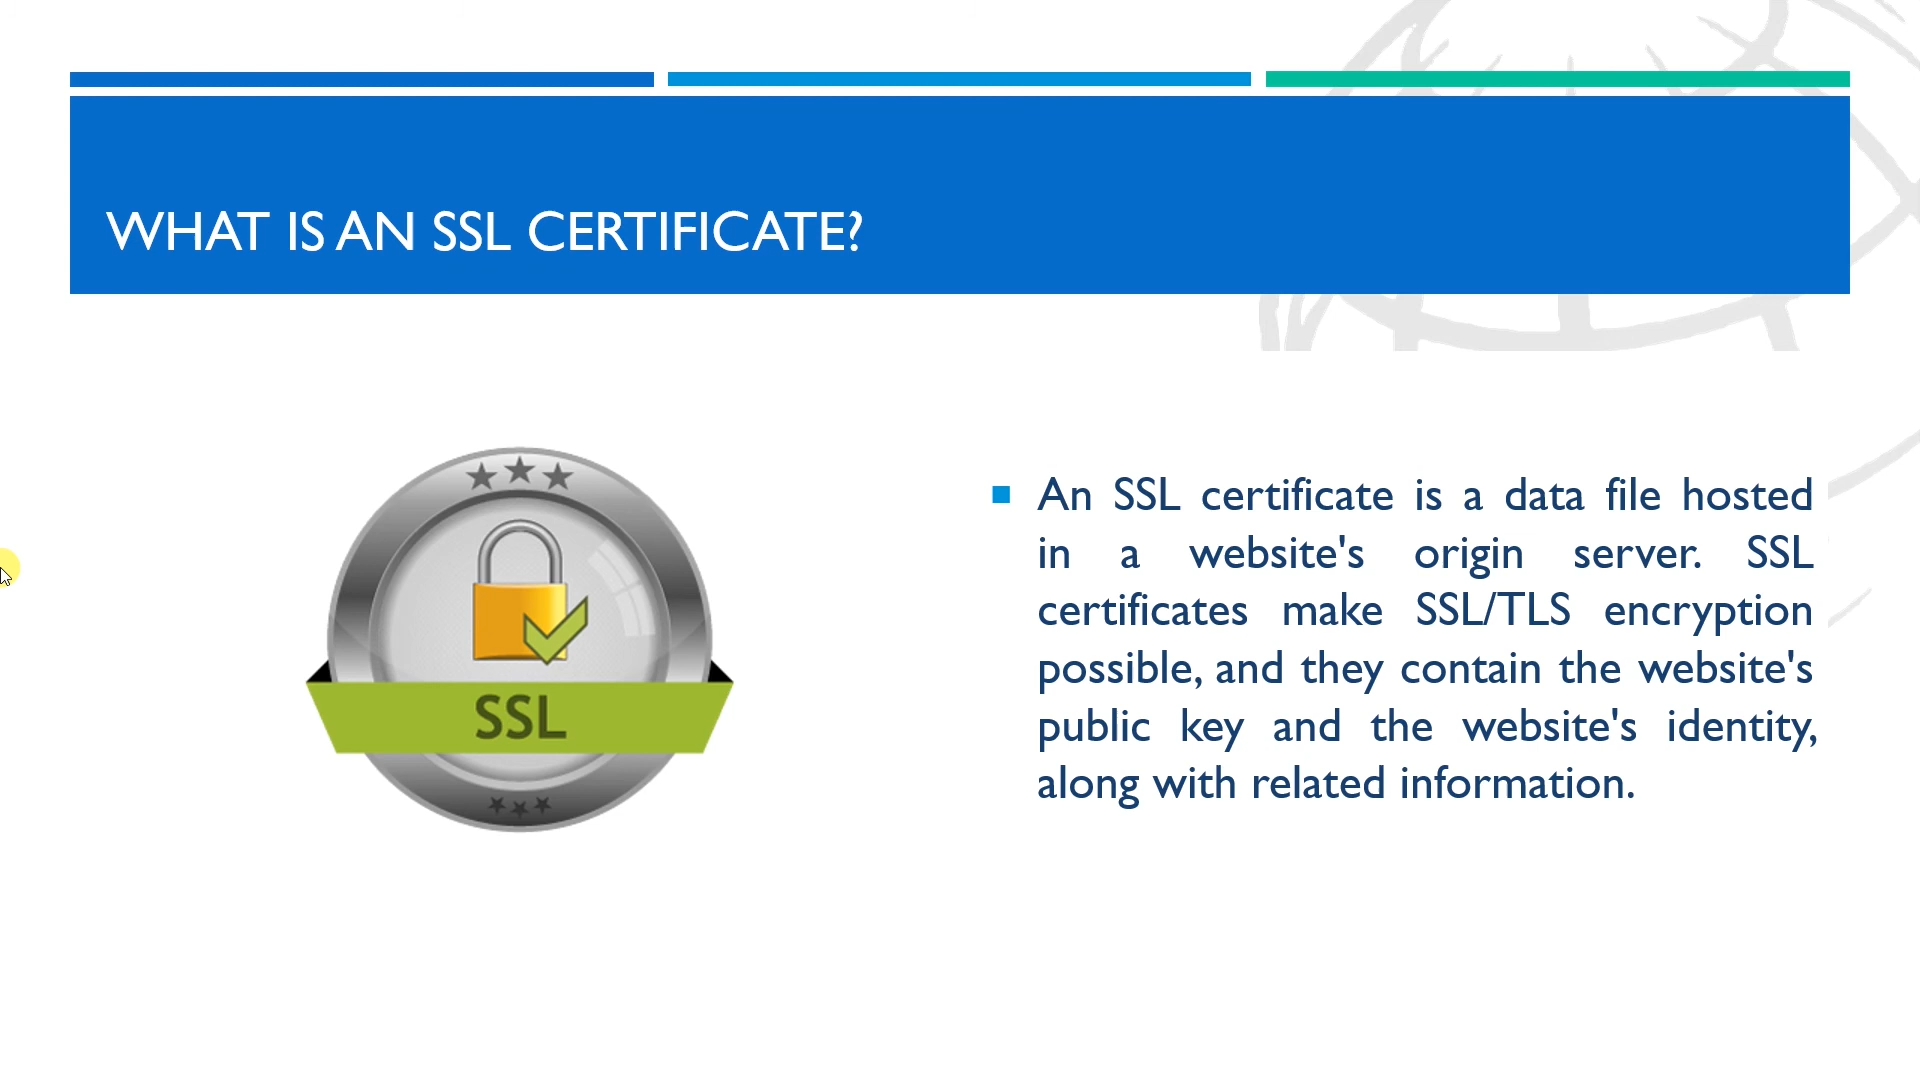 WHAT IS AN SSL CERTIFICATE?
SSL
An SSL certificate is a data file hosted
in a website's origin server. SSL
certificates make SSL/TLS encryption
possible, and they contain the website's
public key and the website's identity,
along with related information.